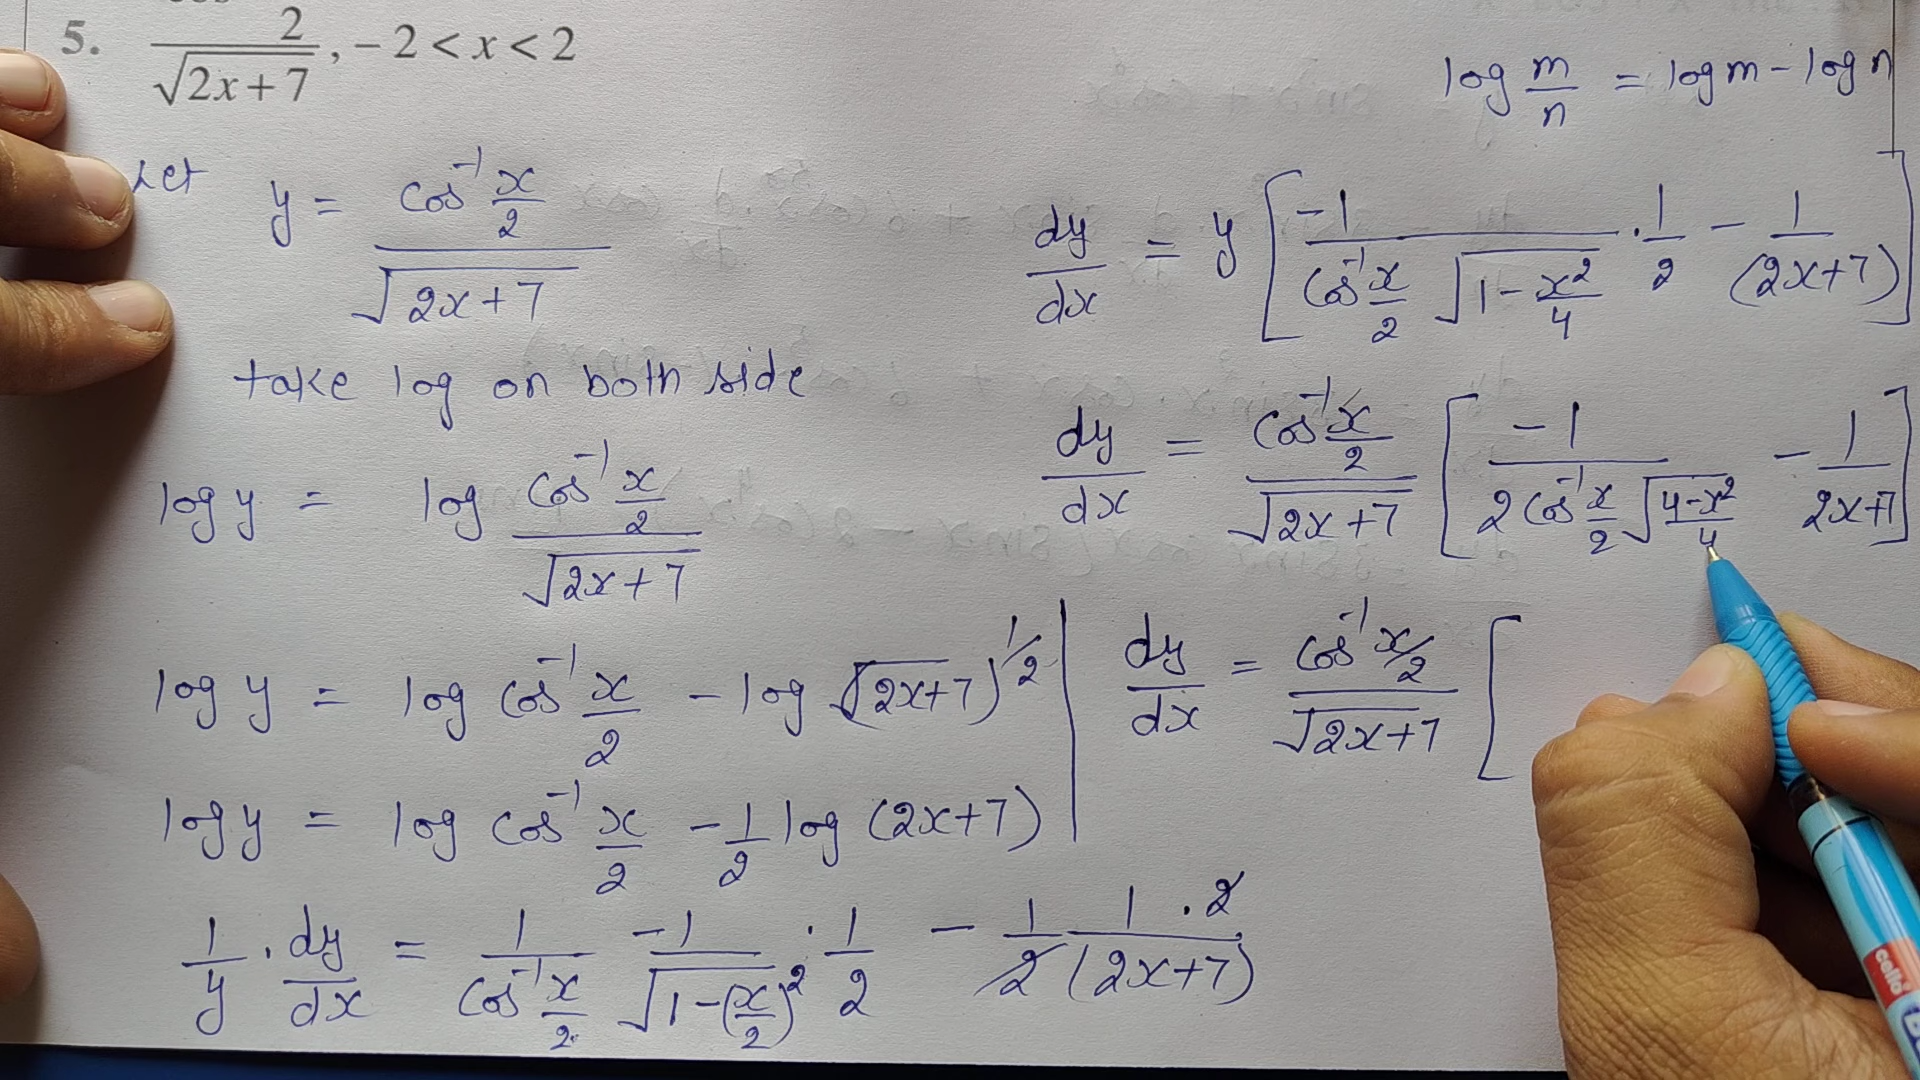 5. 2/√(2x+7), -2 < x < 2
log m/n = log m - log n
Let y = cos⁻¹ x/2 / √(2x+7)
take log on both side
log y = log cos⁻¹ x/2 / √(2x+7)
log y = log cos⁻¹ x/2 - log √(2x+7)^1/2
log y = log cos⁻¹ x/2 - 1/2 log (2x+7)
1/y · dy/dx = 1/cos⁻¹ x/2 -1/√(1-(x/2)²) · 1/2 - 1/2 1/(2x+7) · 2
dy/dx = y [ -1/(cos⁻¹ x/2 √(1-x²/4)) · 1/2 - 1/(2x+7) ]
dy/dx = cos⁻¹ x/2 / √(2x+7) [ -1/(2 cos⁻¹ x/2 √((4-x²)/4)) - 1/(2x+7) ]
dy/dx = cos⁻¹ x/2 / √(2x+7) [
cello